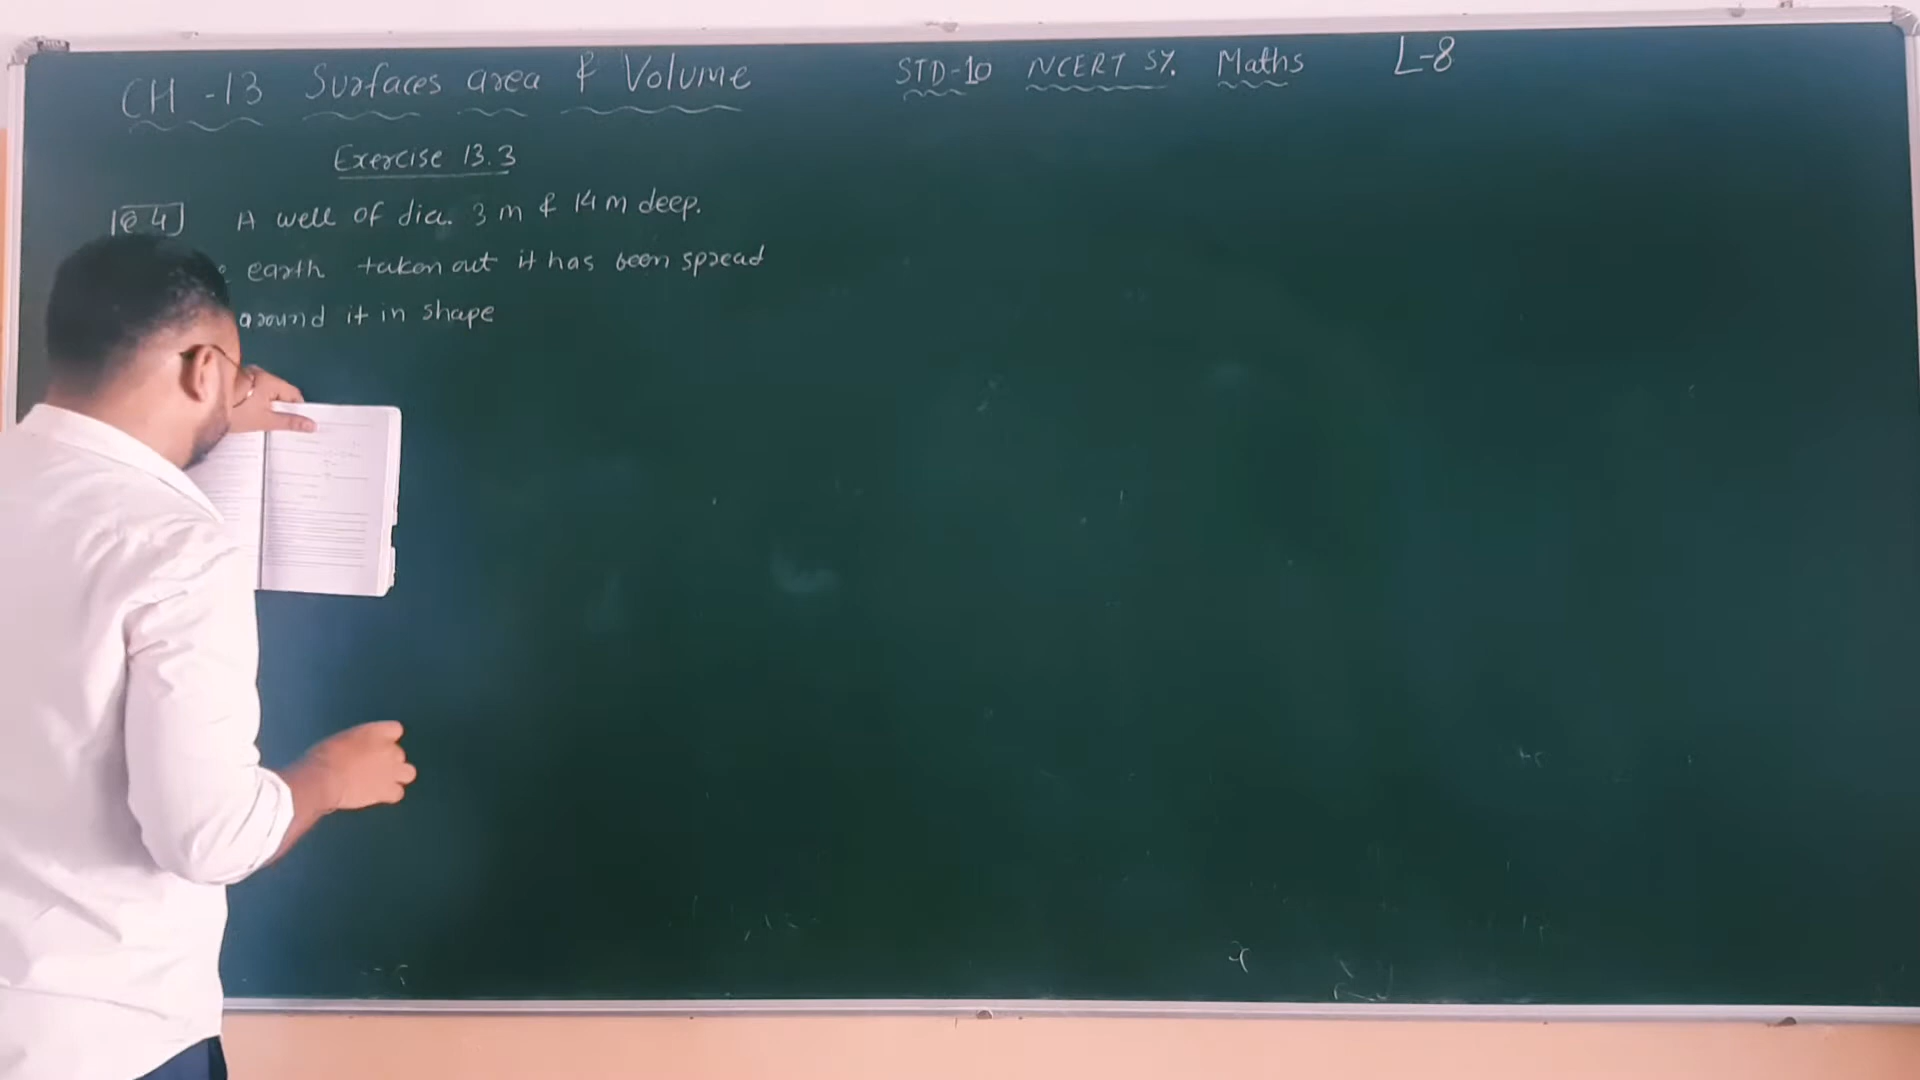 CH -13 Surfaces area & Volume STD-10 NCERT SY. Maths L-8
Exercise 13.3
Q 4 A well of dia. 3 m & 14 m deep.
earth taken out it has been spread
around it in shape